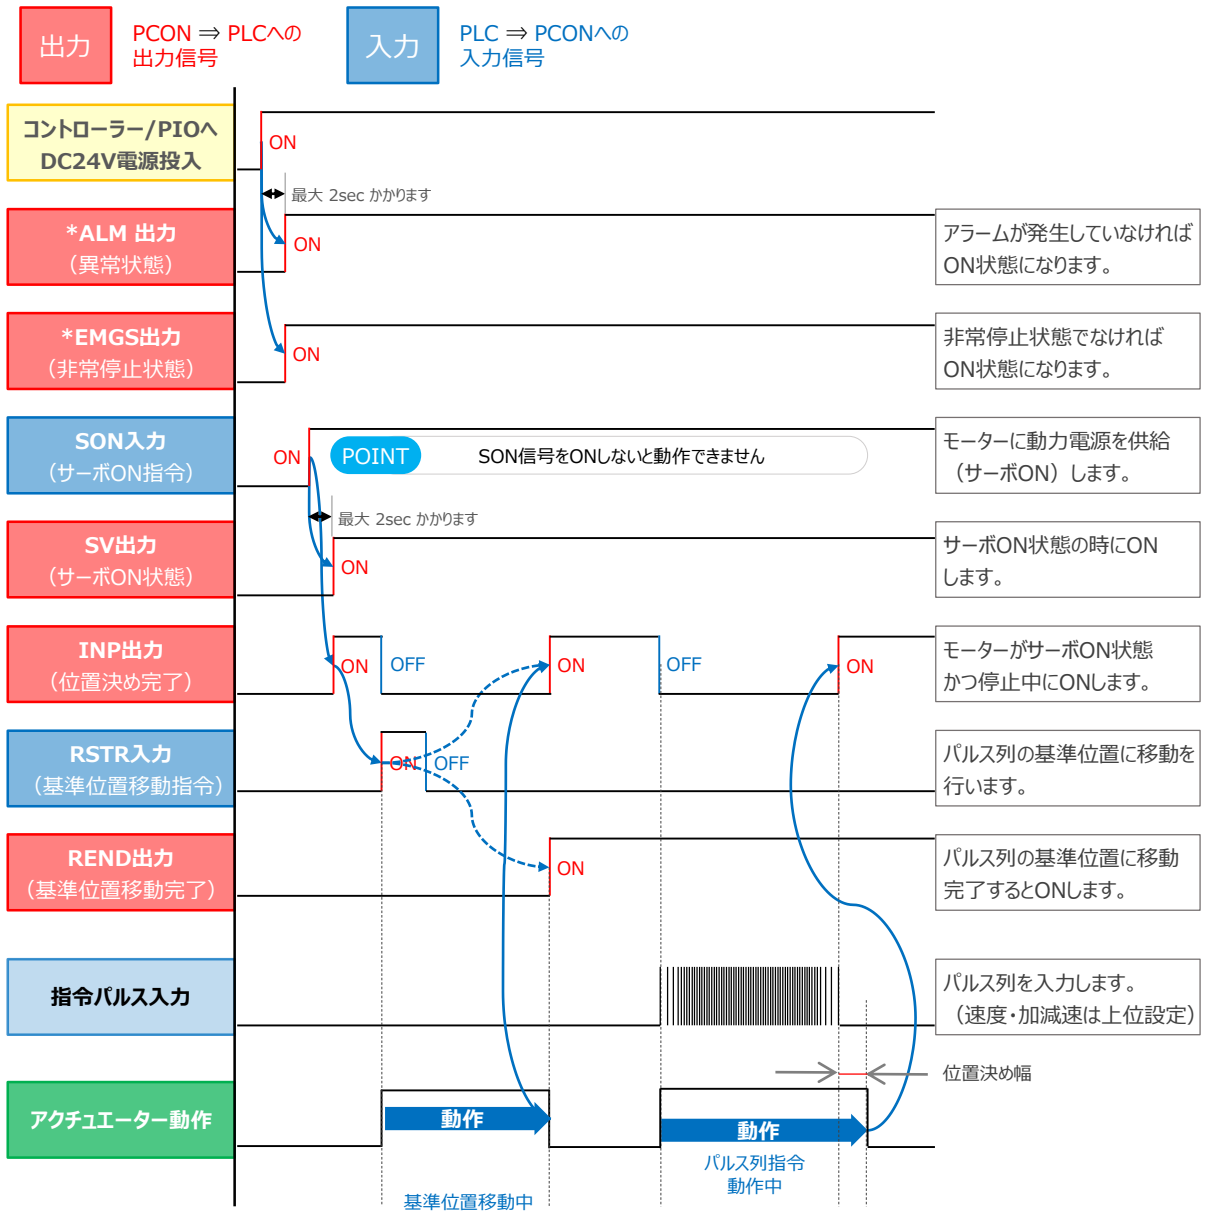 出力
PCON ⇒ PLCへの
出力信号
入力
PLC ⇒ PCONへの
入力信号
コントローラー/PIOへ
DC24V電源投入
ON
最大 2sec かかります
*ALM 出力
（異常状態）
ON
アラームが発生していなければ
ON状態になります。
*EMGS出力
（非常停止状態）
ON
非常停止状態でなければ
ON状態になります。
SON入力
（サーボON指令）
ON
POINT
SON信号をONしないと動作できません
モーターに動力電源を供給
（サーボON）します。
最大 2sec かかります
SV出力
（サーボON状態）
ON
サーボON状態の時にON
します。
INP出力
（位置決め完了）
ON
OFF
ON
OFF
ON
モーターがサーボON状態
かつ停止中にONします。
RSTR入力
（基準位置移動指令）
ON
OFF
パルス列の基準位置に移動を
行います。
REND出力
（基準位置移動完了）
ON
パルス列の基準位置に移動
完了するとONします。
指令パルス入力
パルス列を入力します。
（速度・加減速は上位設定）
位置決め幅
アクチュエーター動作
動作
動作
パルス列指令
動作中
基準位置移動中